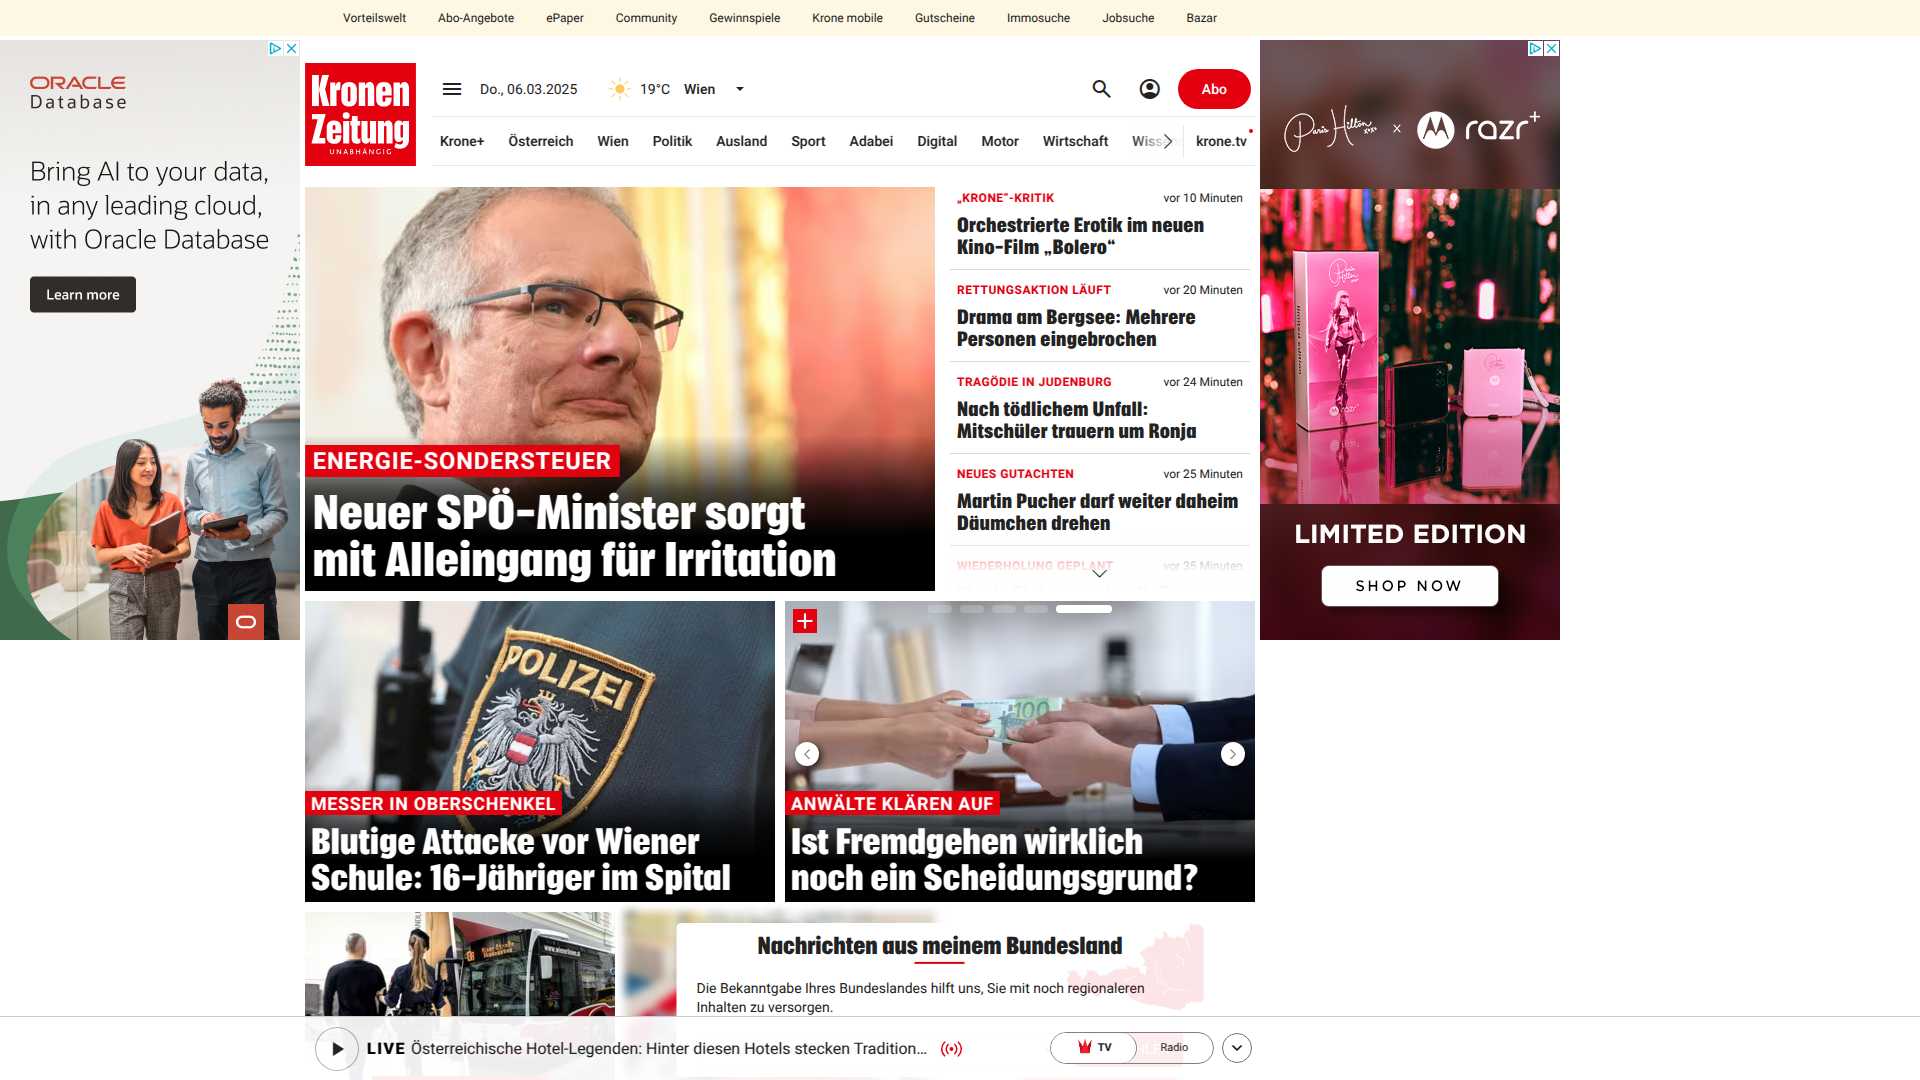 Vorteilswelt Abo-Angebote ePaper Community Gewinnspiele Krone mobile Gutscheine Immosuche Jobsuche Bazar
ORACLE
Database
Bring AI to your data,
in any leading cloud,
with Oracle Database
Learn more
Kronen
Zeitung
UNABHÄNGIG
Do., 06.03.2025 19°C Wien
Abo
Krone+ Österreich Wien Politik Ausland Sport Adabei Digital Motor Wirtschaft krone.tv
ENERGIE-SONDERSTEUER
Neuer SPÖ-Minister sorgt
mit Alleingang für Irritation
„KRONE“-KRITIK vor 10 Minuten
Orchestrierte Erotik im neuen
Kino-Film „Bolero“
RETTUNGSAKTION LÄUFT vor 20 Minuten
Drama am Bergsee: Mehrere
Personen eingebrochen
TRAGÖDIE IN JUDENBURG vor 24 Minuten
Nach tödlichem Unfall:
Mitschüler trauern um Ronja
NEUES GUTACHTEN vor 25 Minuten
Martin Pucher darf weiter daheim
Däumchen drehen
WIEDERHOLUNG GEPLANT vor 35 Minuten
Paris Hilton xoxo x razr+
LIMITED EDITION
SHOP NOW
POLIZEI
MESSER IN OBERSCHENKEL
Blutige Attacke vor Wiener
Schule: 16-Jähriger im Spital
100
ANWÄLTE KLÄREN AUF
Ist Fremdgehen wirklich
noch ein Scheidungsgrund?
Nachrichten aus meinem Bundesland
Die Bekanntgabe Ihres Bundeslandes hilft uns, Sie mit noch regionaleren
Inhalten zu versorgen.
LIVE Österreichische Hotel-Legenden: Hinter diesen Hotels stecken Tradition...
TV Radio